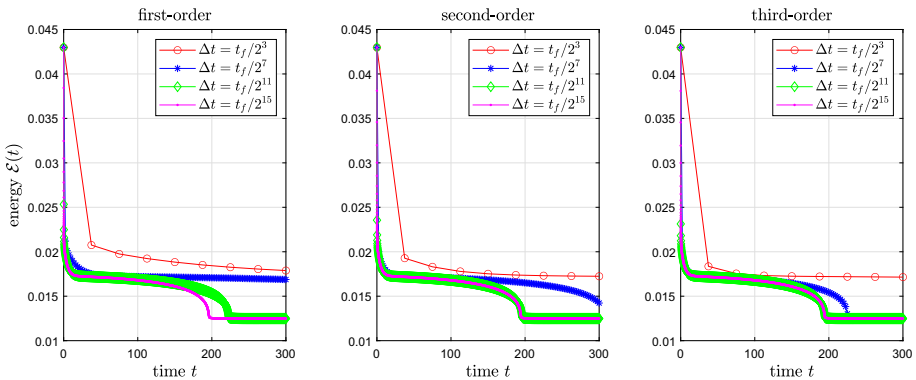 first-order
second-order
third-order
energy ℰ(t)
0.045
0.04
0.035
0.03
0.025
0.02
0.015
0.01
0
100
200
300
time t
Δt = t_f/2^3
Δt = t_f/2^7
Δt = t_f/2^11
Δt = t_f/2^15
0.045
0.04
0.035
0.03
0.025
0.02
0.015
0.01
0
100
200
300
time t
Δt = t_f/2^3
Δt = t_f/2^7
Δt = t_f/2^11
Δt = t_f/2^15
0.045
0.04
0.035
0.03
0.025
0.02
0.015
0.01
0
100
200
300
time t
Δt = t_f/2^3
Δt = t_f/2^7
Δt = t_f/2^11
Δt = t_f/2^15